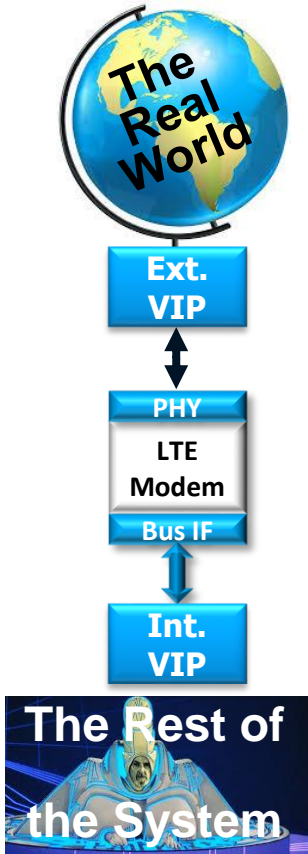 The
Real
World
Ext.
VIP
PHY
LTE
Modem
Bus IF
Int.
VIP
The Rest of
the System